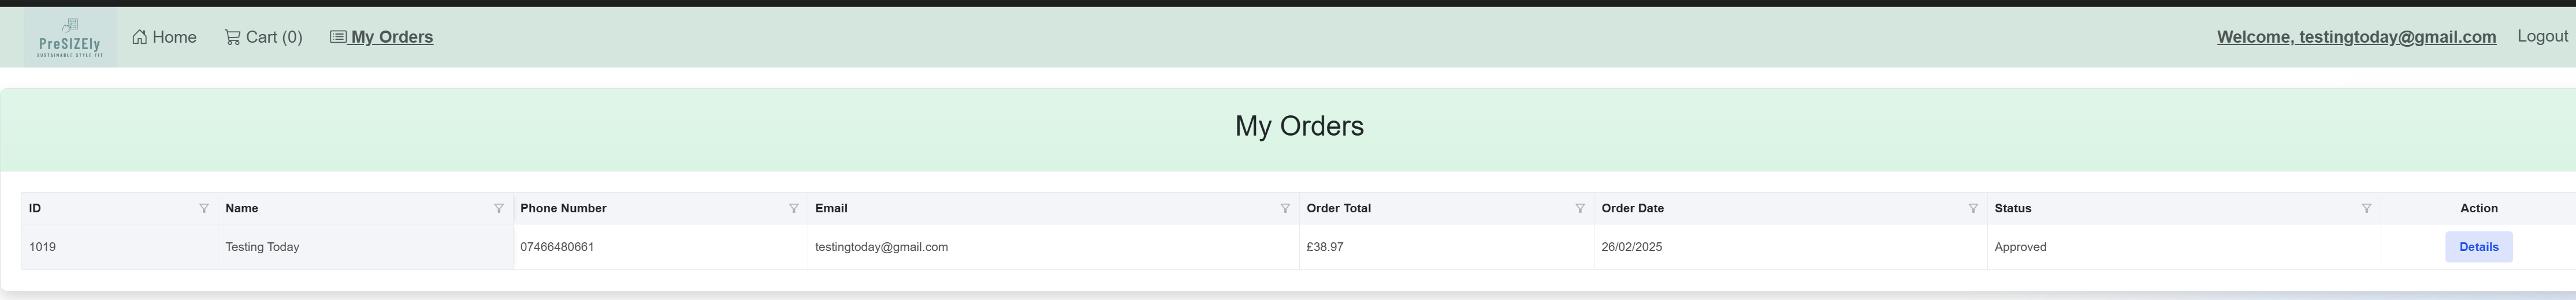 PreSIZEly
SUSTAINABLE STYLE FIT
Home Cart (0) My Orders Welcome, testingtoday@gmail.com Logout
My Orders
ID Name Phone Number Email Order Total Order Date Status Action
1019 Testing Today 07466480661 testingtoday@gmail.com £38.97 26/02/2025 Approved Details